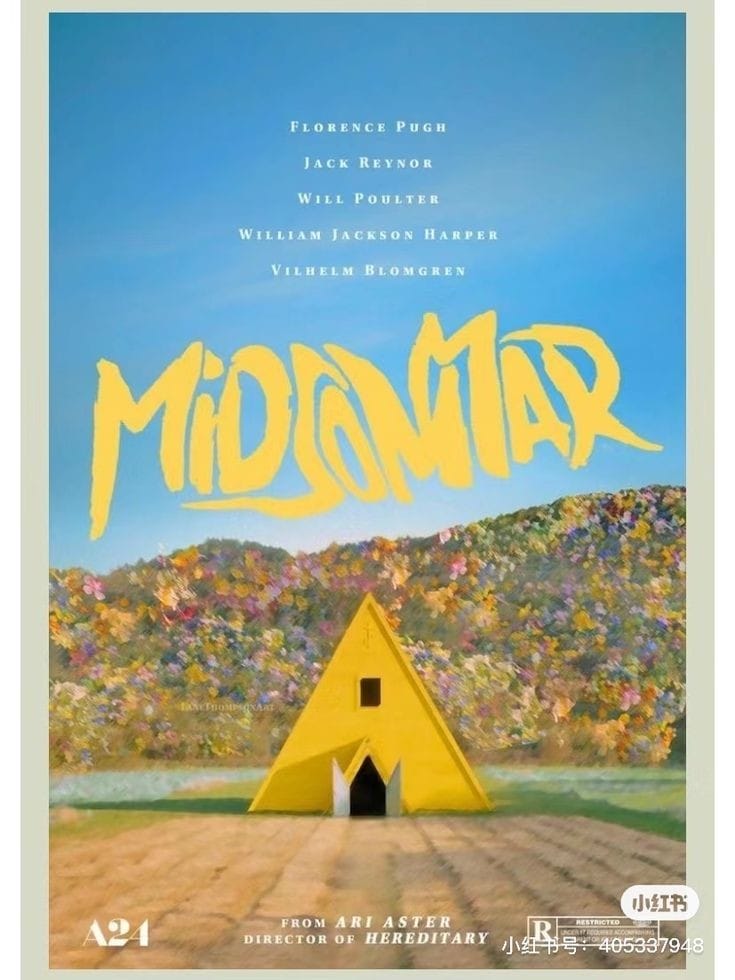 FLORENCE PUGH
JACK REYNOR
WILL POULTER
WILLIAM JACKSON HARPER
VILHELM BLOMGREN
MiDSOMMAR
A24
FROM ARI ASTER
DIRECTOR OF HEREDITARY
R
RESTRICTED
小红书
小红书号：405337948